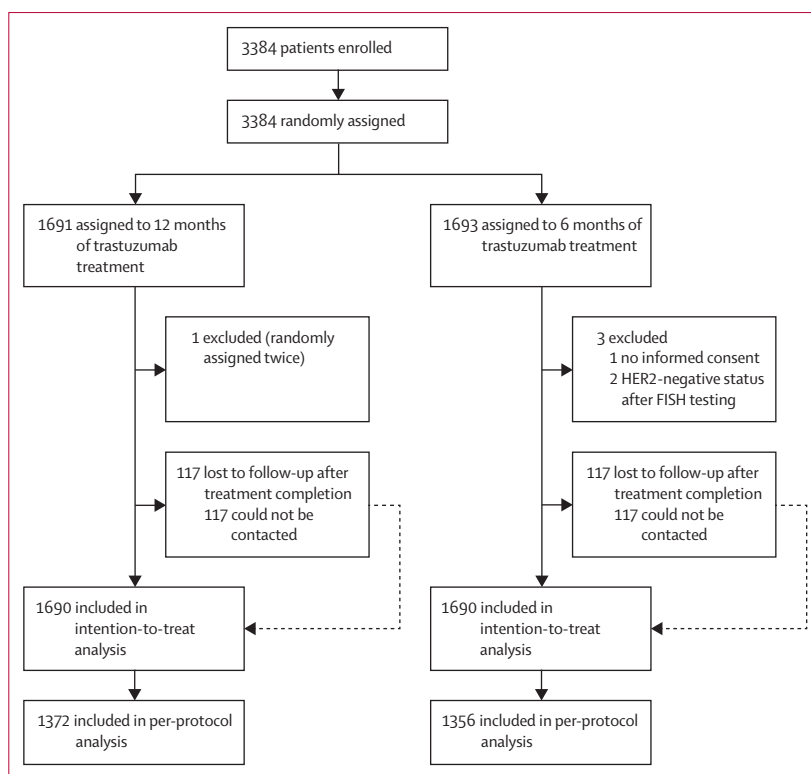 3384 patients enrolled
3384 randomly assigned
1691 assigned to 12 months
of trastuzumab
treatment
1693 assigned to 6 months of
trastuzumab treatment
1 excluded (randomly
assigned twice)
3 excluded
1 no informed consent
2 HER2-negative status
after FISH testing
117 lost to follow-up after
treatment completion
117 could not be
contacted
117 lost to follow-up after
treatment completion
117 could not be
contacted
1690 included in
intention-to-treat
analysis
1690 included in
intention-to-treat
analysis
1372 included in per-protocol
analysis
1356 included in per-protocol
analysis